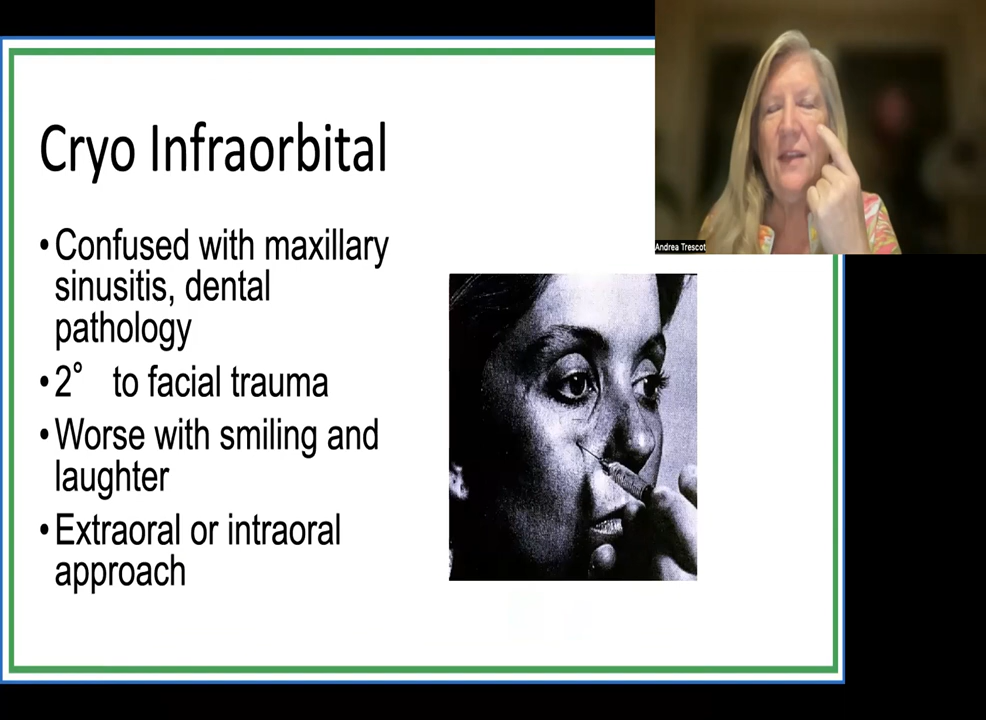 Cryo Infraorbital
•Confused with maxillary
sinusitis, dental
pathology
•2° to facial trauma
•Worse with smiling and
laughter
•Extraoral or intraoral
approach
Andrea Trescot